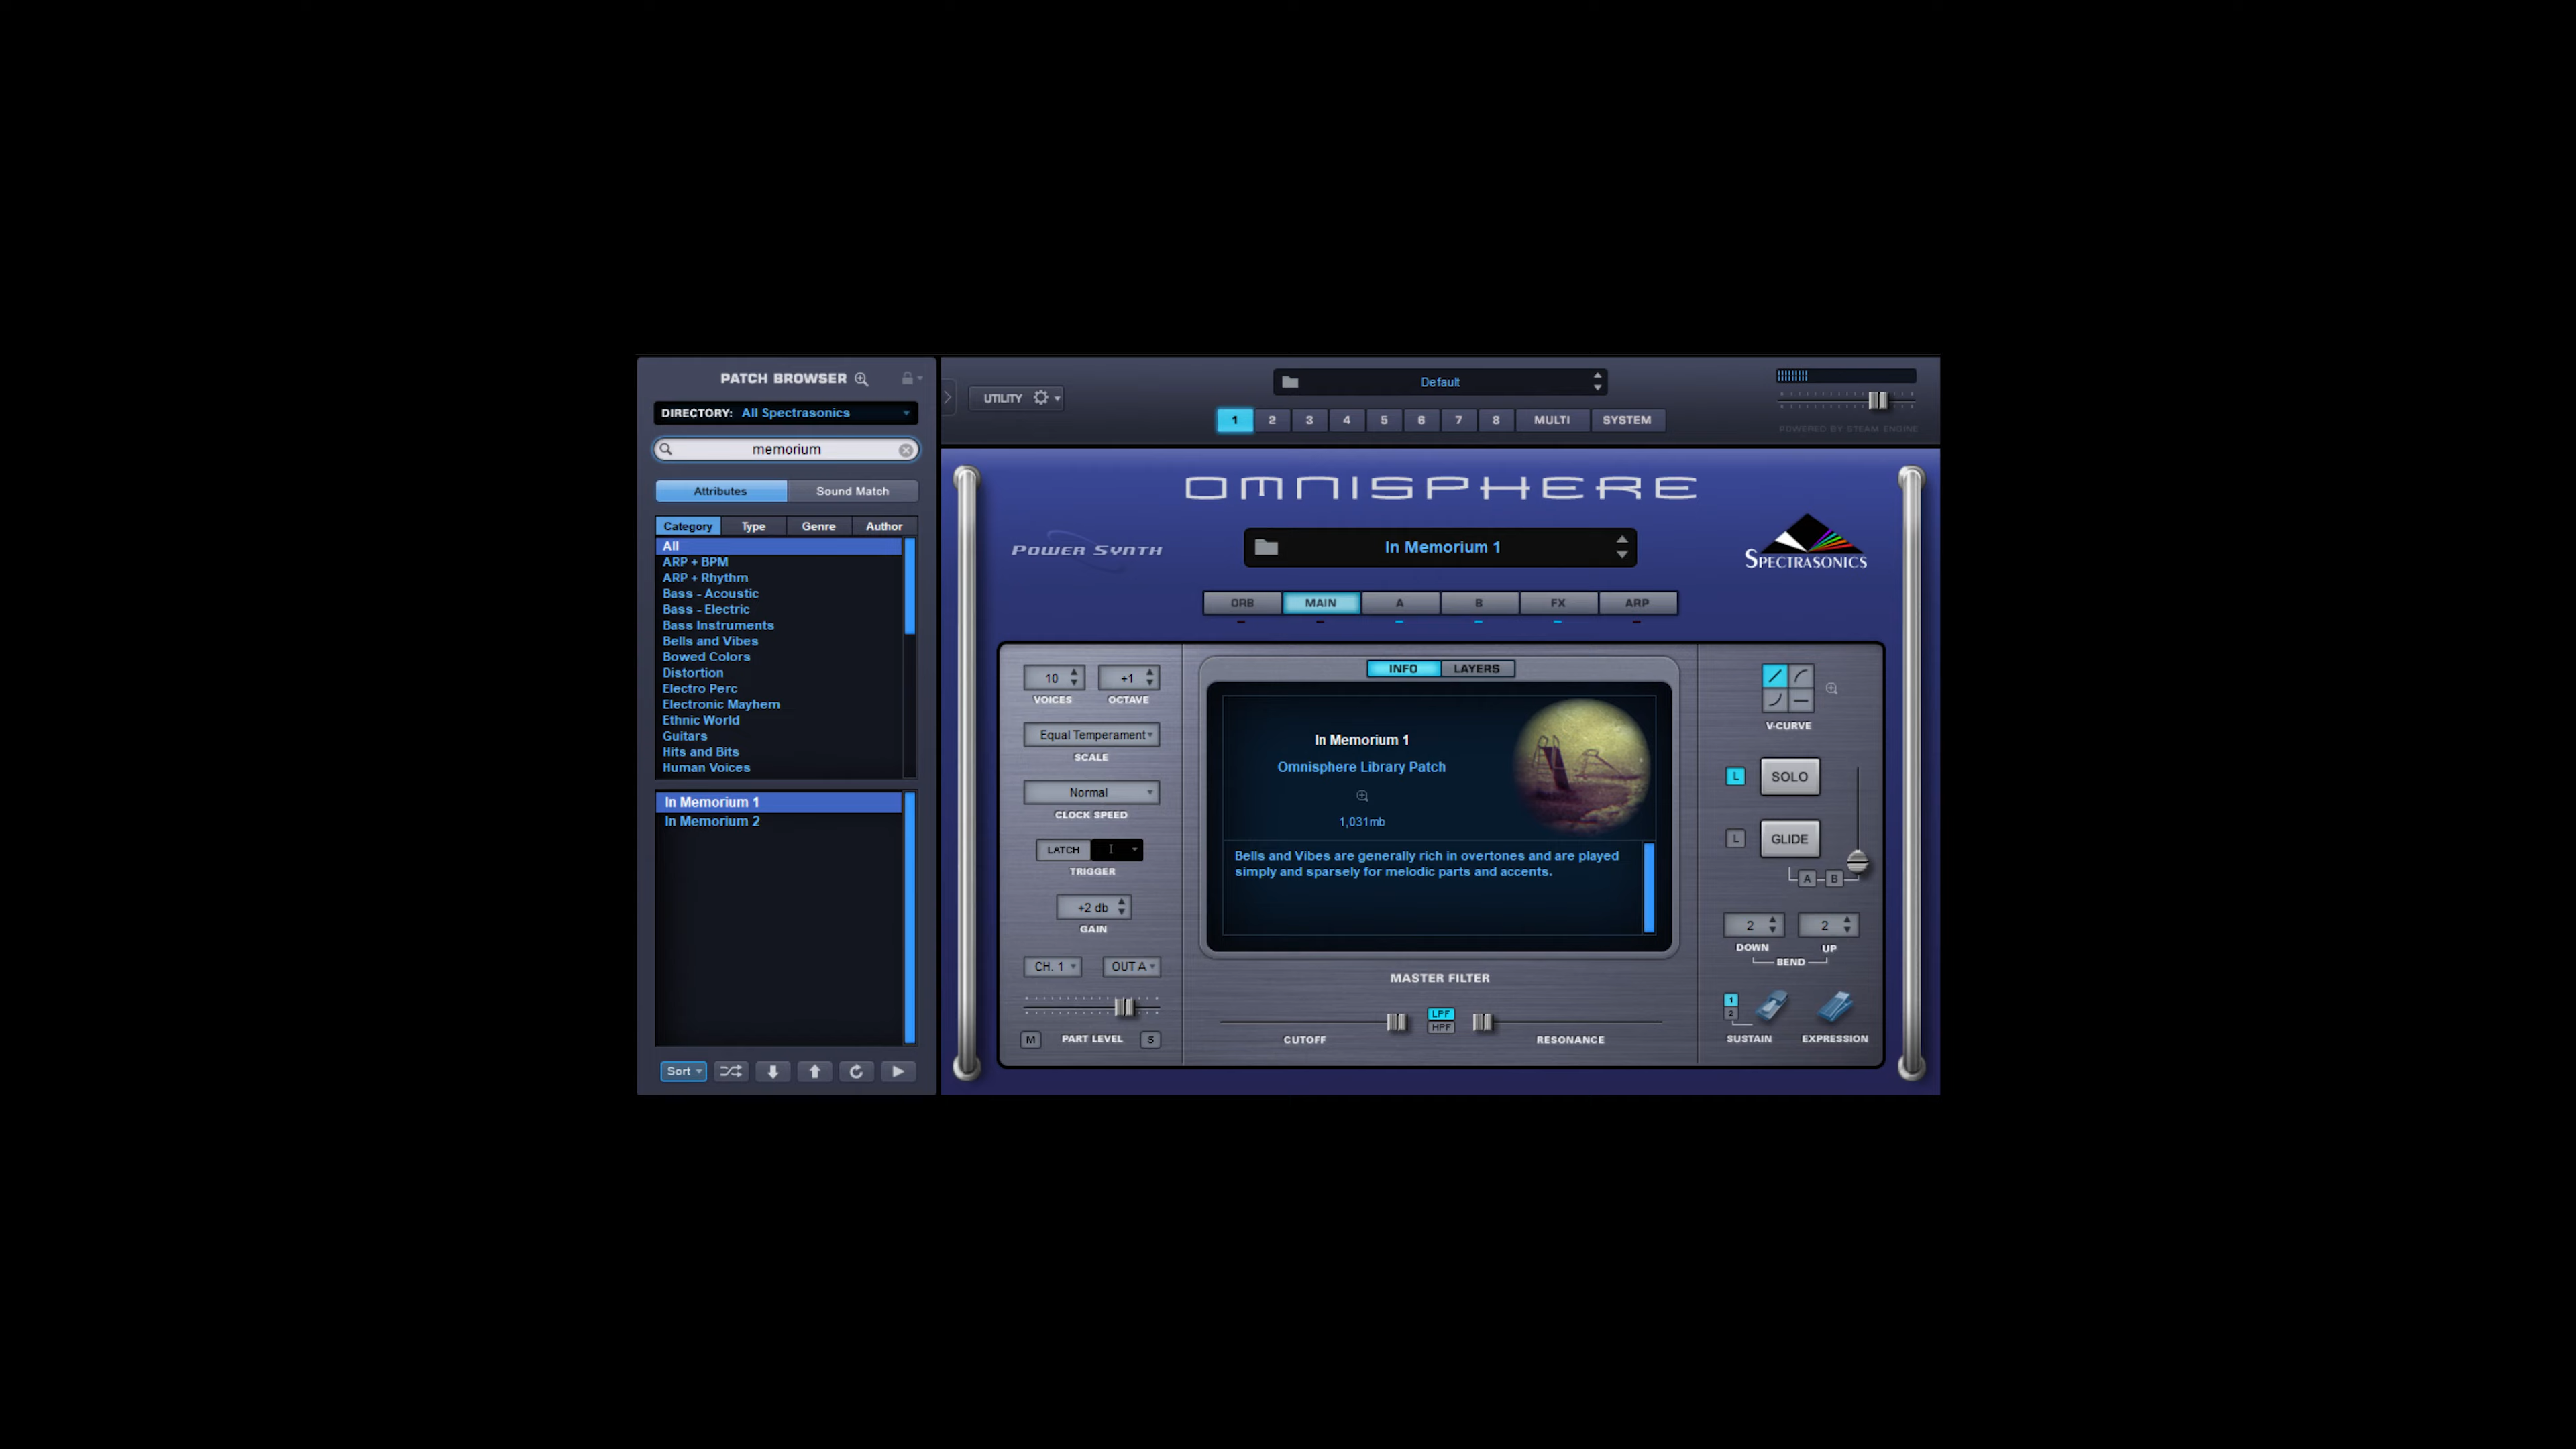 PATCH BROWSER
DIRECTORY: All Spectrasonics
memorium
Attributes Sound Match
Category Type Genre Author
All
ARP + BPM
ARP + Rhythm
Bass - Acoustic
Bass - Electric
Bass Instruments
Bells and Vibes
Bowed Colors
Distortion
Electro Perc
Electronic Mayhem
Ethnic World
Guitars
Hits and Bits
Human Voices
In Memorium 1
In Memorium 2
Sort
UTILITY
Default
1 2 3 4 5 6 7 8 MULTI SYSTEM
POWERED BY STEAM ENGINE
OMNISPHERE
POWER SYNTH
In Memorium 1
SPECTRASONICS
ORB MAIN A B FX ARP
10 +1
VOICES OCTAVE
Equal Temperament
SCALE
Normal
CLOCK SPEED
LATCH
TRIGGER
+2 db
GAIN
CH. 1 OUT A
M PART LEVEL S
INFO LAYERS
In Memorium 1
Omnisphere Library Patch
1,031mb
Bells and Vibes are generally rich in overtones and are played
simply and sparsely for melodic parts and accents.
MASTER FILTER
LPF
HPF
CUTOFF RESONANCE
V-CURVE
L SOLO
L GLIDE
A B
2 2
DOWN UP
BEND
1
2
SUSTAIN EXPRESSION